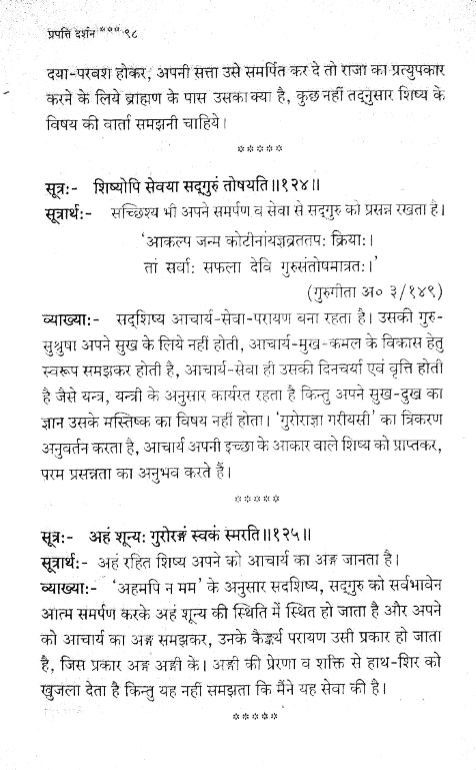 प्रपत्ति दर्शन *** ९८
दया-परवश होकर, अपनी सत्ता उसे समर्पित कर दे तो राजा का प्रत्युपकार
करने के लिये ब्राह्मण के पास उसका क्या है, कुछ नहीं तद्नुसार शिष्य के
विषय की वार्ता समझनी चाहिये।
*****
सूत्र:- शिष्योपि सेवया सद्गुरुं तोषयति॥१२४॥
सूत्रार्थ:- सच्छिष्य भी अपने समर्पण व सेवा से सद्गुरु को प्रसन्न रखता है।
'आकल्प जन्म कोटीनांयज्ञव्रततप: क्रिया:।
तां सर्वा: सफला देवि गुरुसंतोषमात्रत:।'
(गुरुगीता अ० ३/१४९)
व्याख्या:- सद्शिष्य आचार्य-सेवा-परायण बना रहता है। उसकी गुरु-
सुश्रुषा अपने सुख के लिये नहीं होती, आचार्य-मुख-कमल के विकास हेतु
स्वरूप समझकर होती है, आचार्य-सेवा ही उसकी दिनचर्या एवं वृत्ति होती
है जैसे यन्त्र, यन्त्री के अनुसार कार्यरत रहता है किन्तु अपने सुख-दुख का
ज्ञान उसके मस्तिष्क का विषय नहीं होता। 'गुरोराज्ञा गरीयसी' का त्रिकरण
अनुवर्तन करता है, आचार्य अपनी इच्छा के आकार वाले शिष्य को प्राप्तकर,
परम प्रसन्नता का अनुभव करते हैं।
*****
सूत्र:- अहं शून्य: गुरोरङ्गं स्वकं स्मरति॥१२५॥
सूत्रार्थ:- अहं रहित शिष्य अपने को आचार्य का अङ्ग जानता है।
व्याख्या:- 'अहमपि न मम' के अनुसार सदशिष्य, सद्गुरु को सर्वभावेन
आत्म समर्पण करके अहं शून्य की स्थिति में स्थित हो जाता है और अपने
को आचार्य का अङ्ग समझकर, उनके कैङ्कर्य परायण उसी प्रकार हो जाता
है, जिस प्रकार अङ्ग अङ्गी के। अङ्गी की प्रेरणा व शक्ति से हाथ-शिर को
खुजला देता है किन्तु यह नहीं समझता कि मैंने यह सेवा की है।
*****